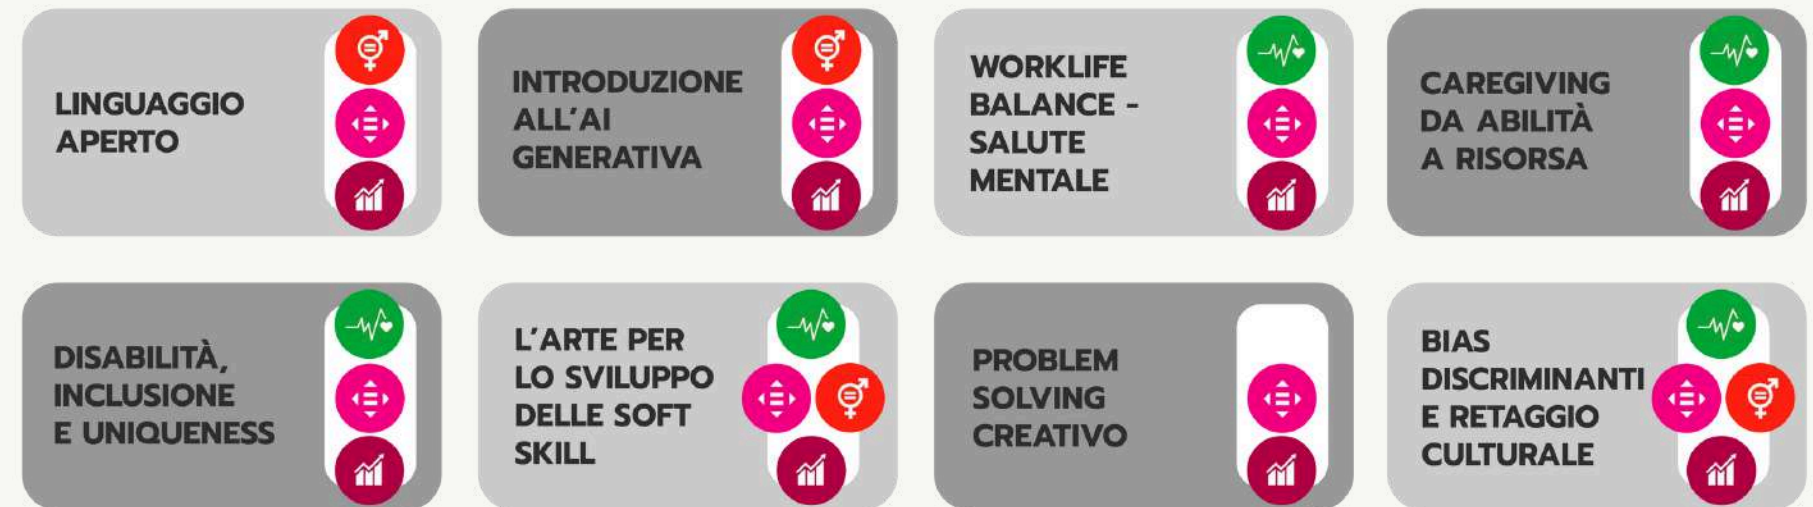 LINGUAGGIO
APERTO
INTRODUZIONE
ALL'AI
GENERATIVA
WORKLIFE
BALANCE -
SALUTE
MENTALE
CAREGIVING
DA ABILITÀ
A RISORSA
DISABILITÀ,
INCLUSIONE
E UNIQUENESS
L'ARTE PER
LO SVILUPPO
DELLE SOFT
SKILL
PROBLEM
SOLVING
CREATIVO
BIAS
DISCRIMINANTI
E RETAGGIO
CULTURALE